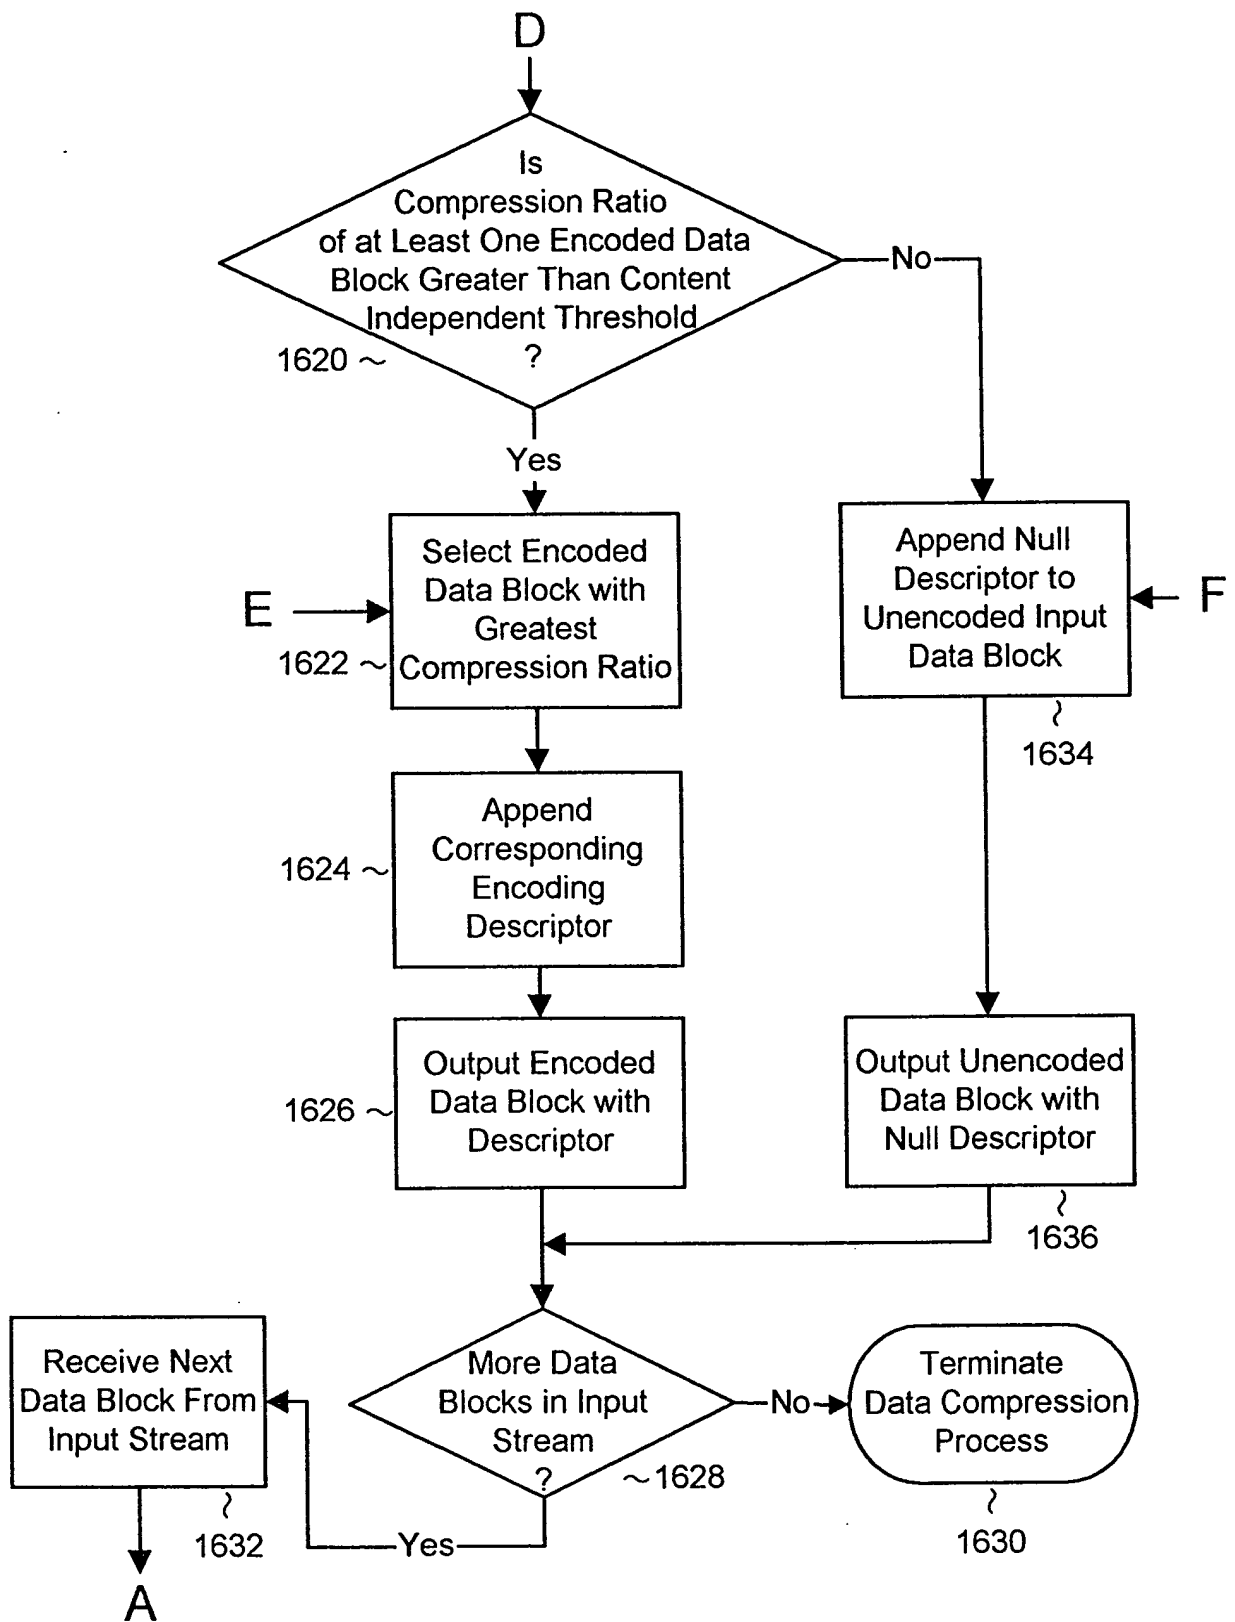 D
Is
Compression Ratio
of at Least One Encoded Data
Block Greater Than Content
Independent Threshold
?
1620
No
Yes
Select Encoded
Data Block with
Greatest
Compression Ratio
E
1622
Append Null
Descriptor to
Unencoded Input
Data Block
F
1634
Append
Corresponding
Encoding
Descriptor
1624
Output Encoded
Data Block with
Descriptor
1626
Output Unencoded
Data Block with
Null Descriptor
1636
More Data
Blocks in Input
Stream
?
1628
No
Terminate
Data Compression
Process
1630
Yes
Receive Next
Data Block From
Input Stream
1632
A